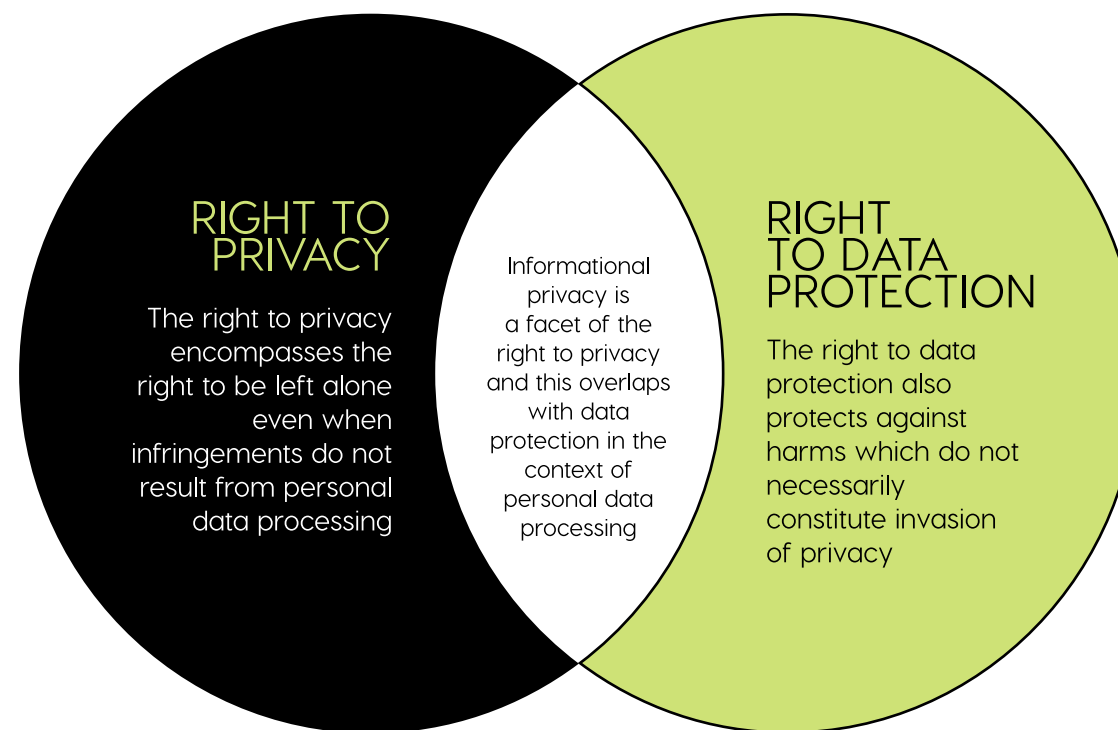 RIGHT TO
PRIVACY
The right to privacy
encompasses the
right to be left alone
even when
infringements do not
result from personal
data processing
Informational
privacy is
a facet of the
right to privacy
and this overlaps
with data
protection in the
context of
personal data
processing
RIGHT
TO DATA
PROTECTION
The right to data
protection also
protects against
harms which do not
necessarily
constitute invasion
of privacy